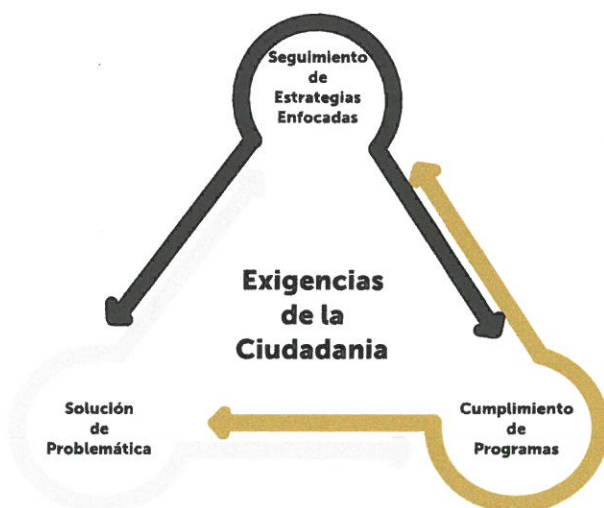 Seguimiento
de
Estrategias
Enfocadas
Exigencias
de la
Ciudadania
Solución
de
Problemática
Cumplimiento
de
Programas